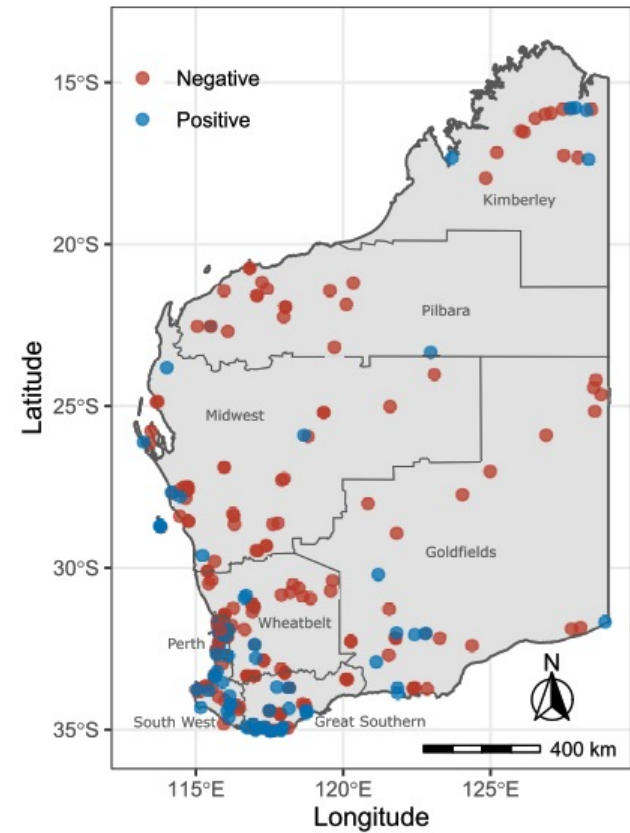 Negative
Positive
15°S
20°S
25°S
30°S
35°S
Latitude
Kimberley
Pilbara
Midwest
Goldfields
Wheatbelt
Perth
South West
Great Southern
N
400 km
115°E
120°E
125°E
Longitude